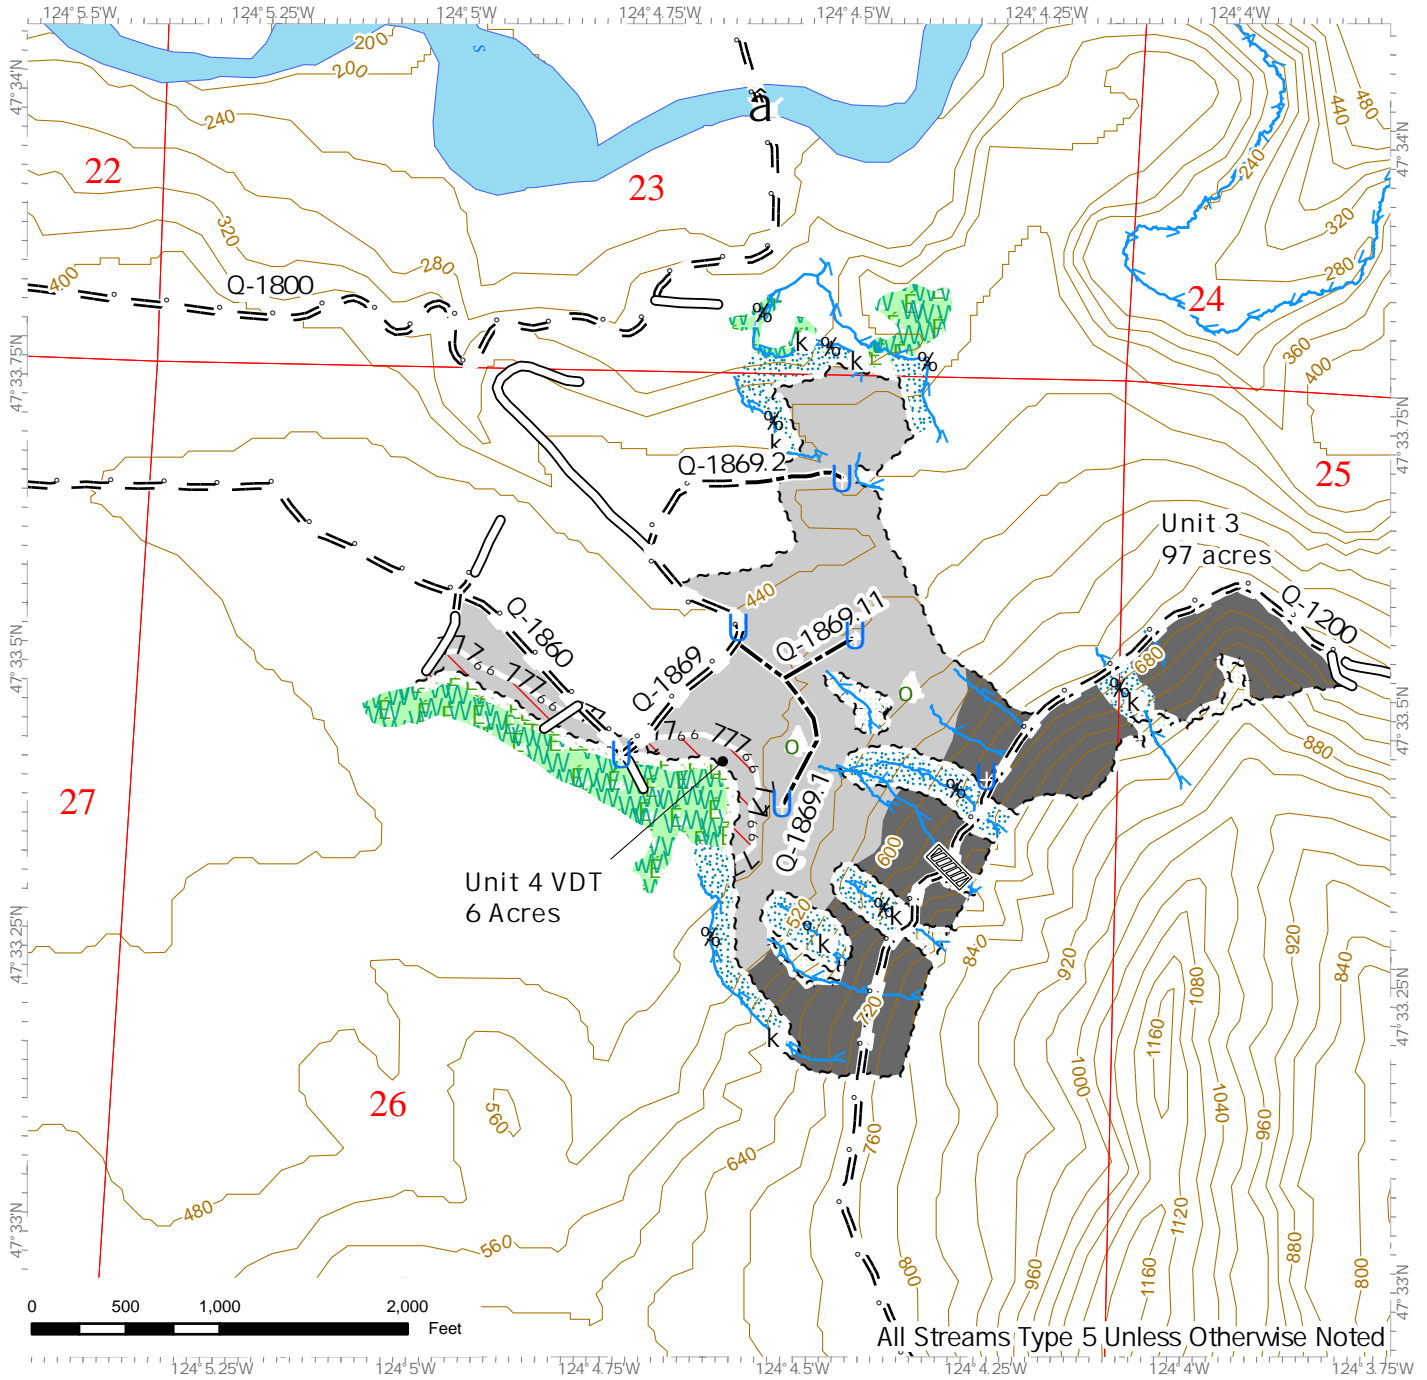 124°5.5'W 124°5.25'W 124°5'W 124°4.75'W 124°4.5'W 124°4.25'W 124°4'W
47°34'N
47°34'N
200
200
240
22
23
s
a
480
440
240
320
280
320
280
400
Q-1800
24
360
400
47°33.75'N
47°33.75'N
% k % k %
% k
Q-1869.2
U
25
Unit 3
97 acres
Q-1200
440
Q-1869.11
U
U
Q-1860
Q-1869
680
% k
47°33.5'N
47°33.5'N
o
o
880
U
U
U
%
Q-1869.1
27
600
Unit 4 VDT
6 Acres
520
% k
k
%
840
920
920
840
1080
47°33.25'N
47°33.25'N
720
k
1160
1000
1040
960
26
560
760
640
480
560
1120
800
960
1160
880
800
47°33'N
47°33'N
0 500 1,000 2,000
Feet
All Streams Type 5 Unless Otherwise Noted
124°5.25'W 124°5'W 124°4.75'W 124°4.5'W 124°4.25'W 124°4'W 124°3.75'W